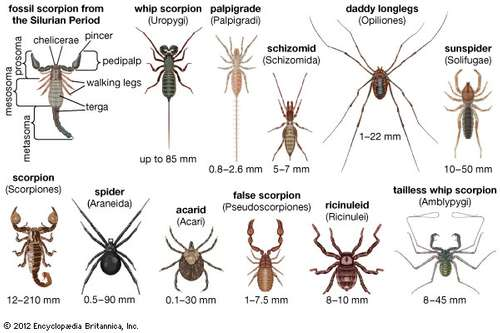 fossil scorpion from
the Silurian Period
chelicerae
pincer
pedipalp
prosoma
mesosoma
walking legs
terga
metasoma
whip scorpion
(Uropygi)
up to 85 mm
palpigrade
(Palpigradi)
0.8–2.6 mm
schizomid
(Schizomida)
5–7 mm
daddy longlegs
(Opiliones)
1–22 mm
sunspider
(Solifugae)
10–50 mm
scorpion
(Scorpiones)
12–210 mm
spider
(Araneida)
0.5–90 mm
acarid
(Acari)
0.1–30 mm
false scorpion
(Pseudoscorpiones)
1–7.5 mm
ricinuleid
(Ricinulei)
8–10 mm
tailless whip scorpion
(Amblypygi)
8–45 mm
© 2012 Encyclopædia Britannica, Inc.